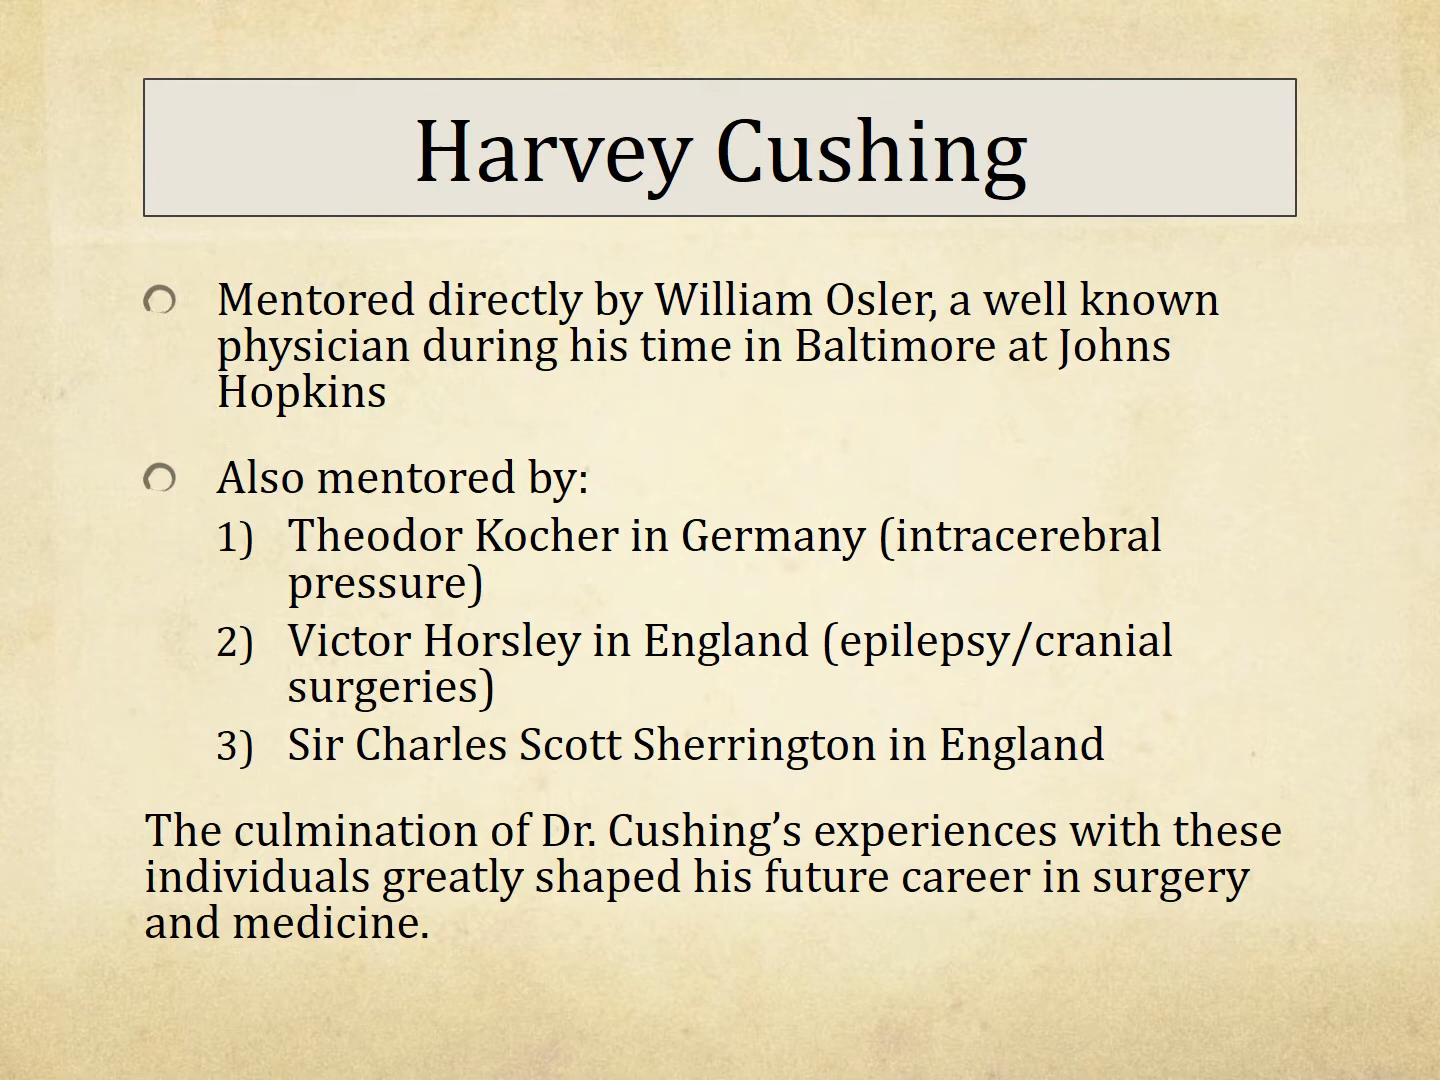 Harvey Cushing
Mentored directly by William Osler, a well known
physician during his time in Baltimore at Johns
Hopkins
Also mentored by:
1) Theodor Kocher in Germany (intracerebral
pressure)
2) Victor Horsley in England (epilepsy/cranial
surgeries)
3) Sir Charles Scott Sherrington in England
The culmination of Dr. Cushing’s experiences with these
individuals greatly shaped his future career in surgery
and medicine.